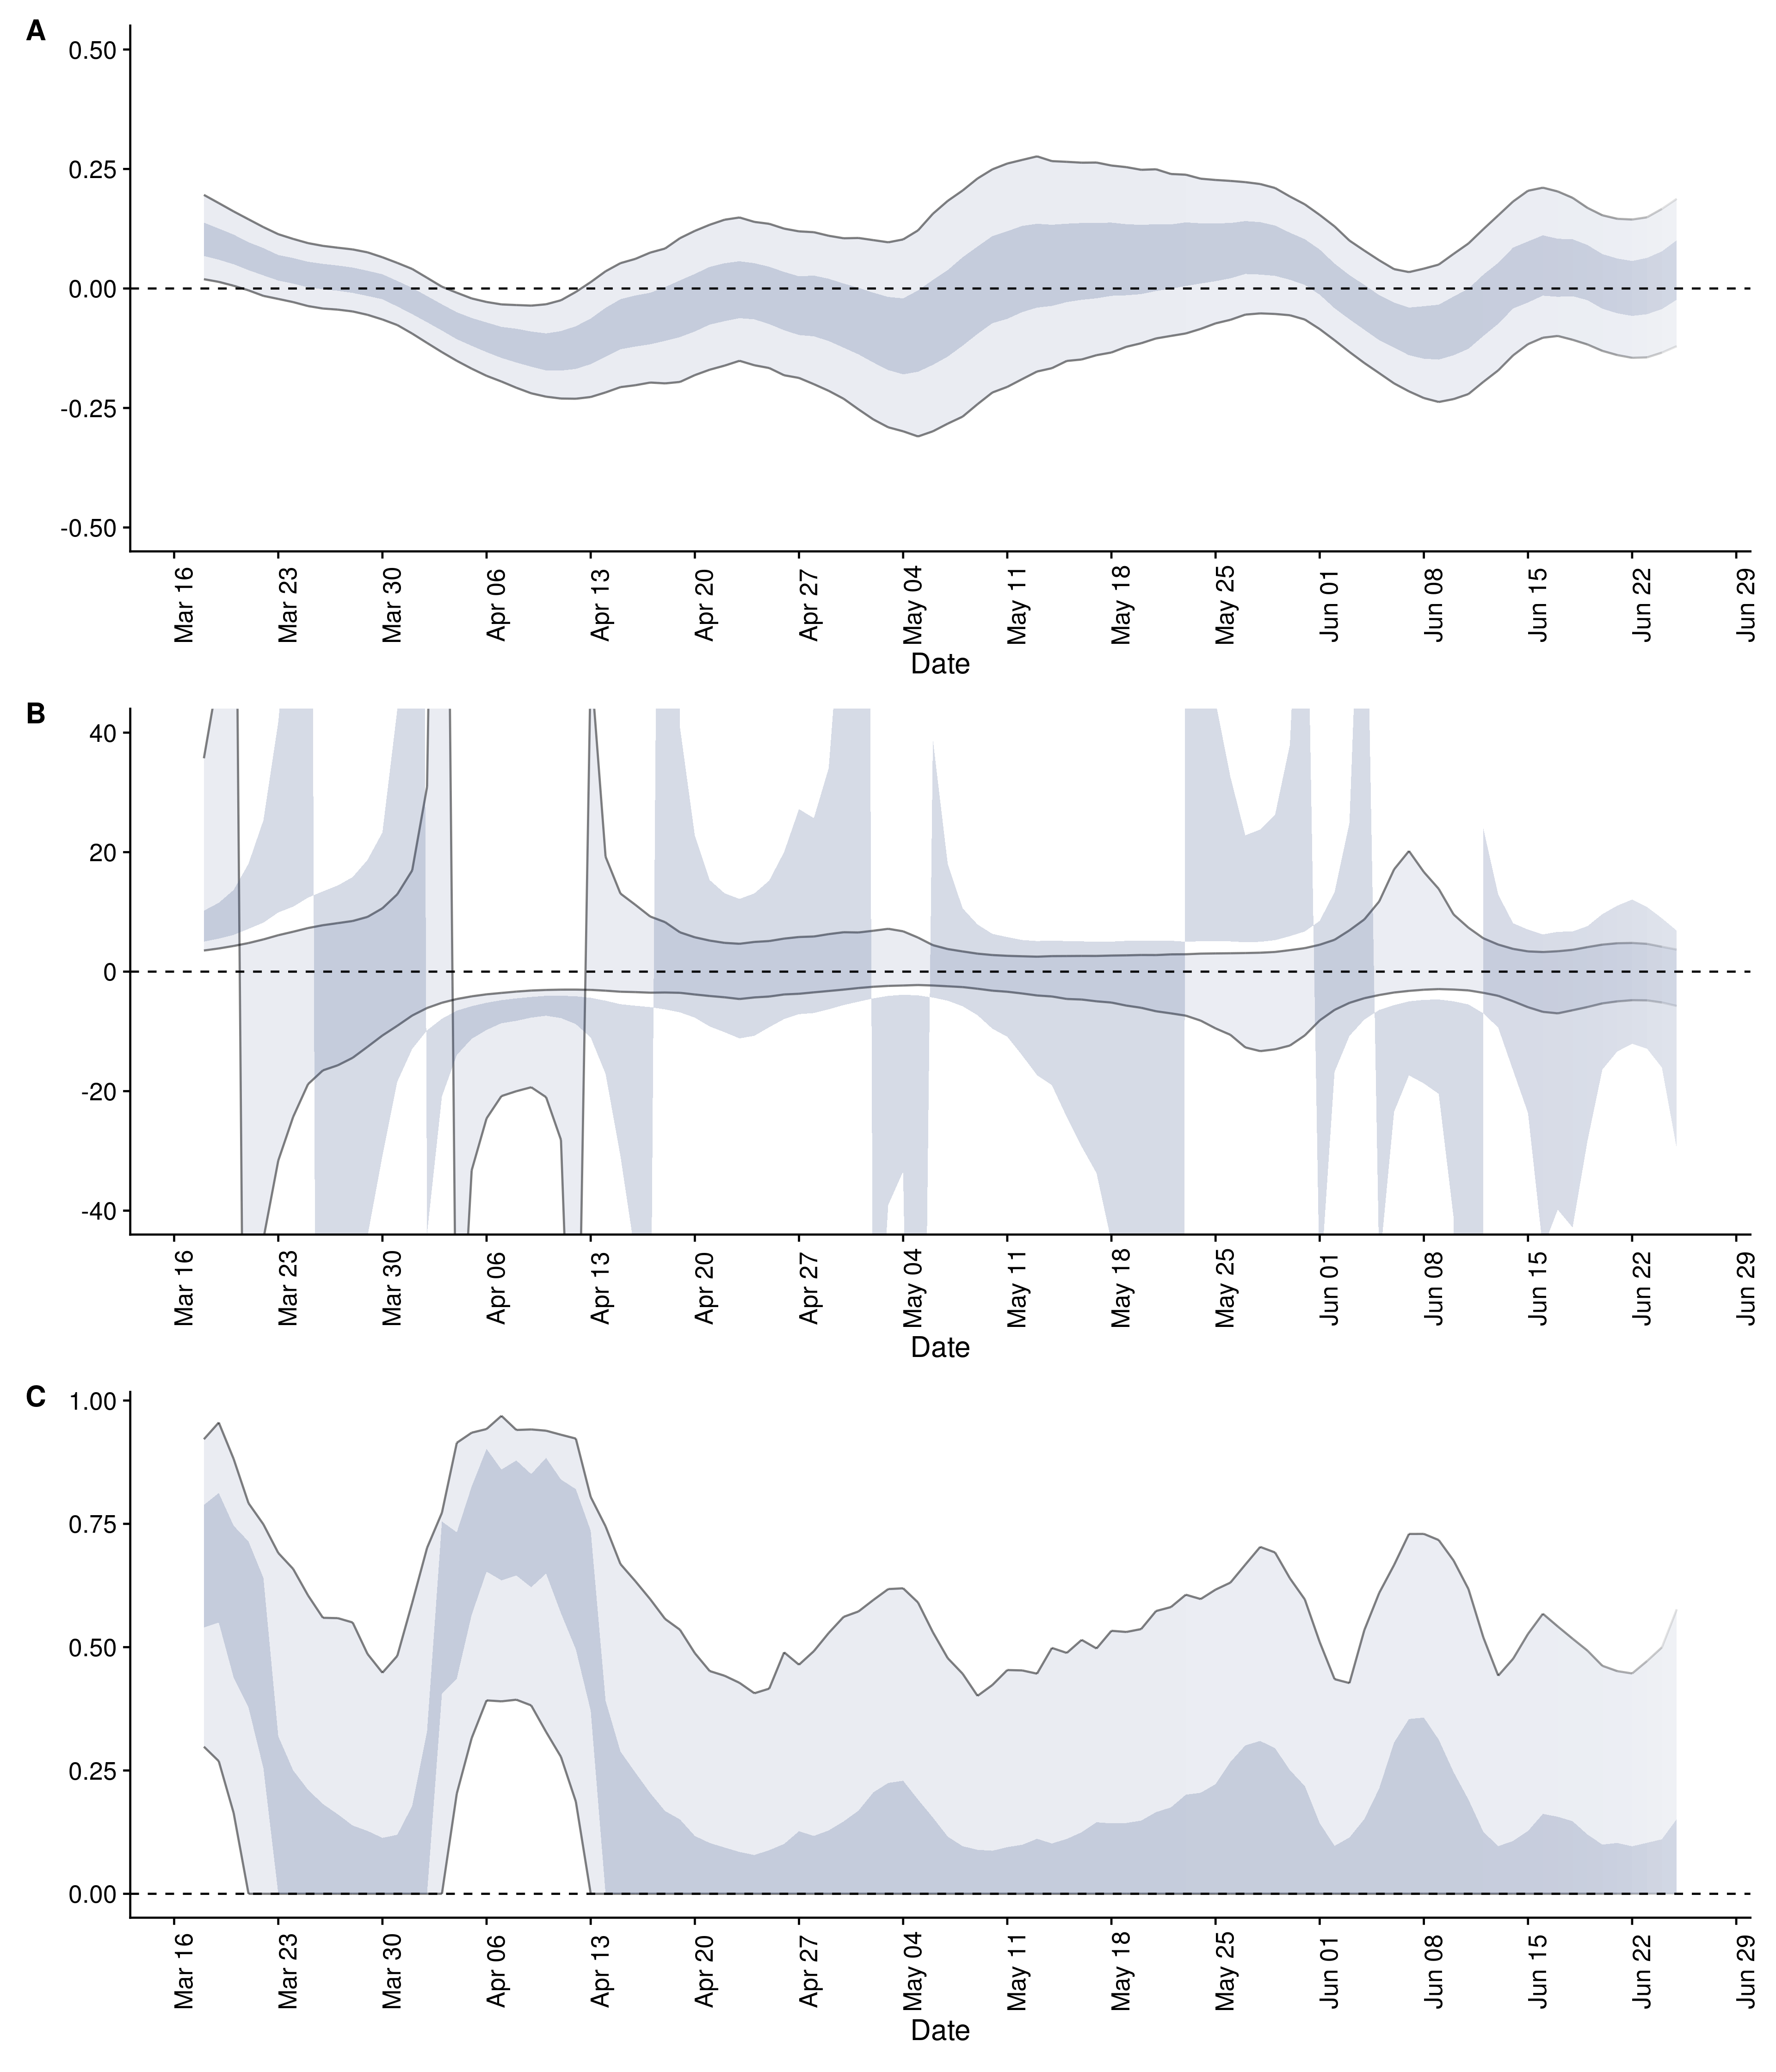 A
0.50
0.25
0.00
-0.25
-0.50
Mar 16
Mar 23
Mar 30
Apr 06
Apr 13
Apr 20
Apr 27
May 04
May 11
May 18
May 25
Jun 01
Jun 08
Jun 15
Jun 22
Jun 29
Date
B
40
20
0
-20
-40
Mar 16
Mar 23
Mar 30
Apr 06
Apr 13
Apr 20
Apr 27
May 04
May 11
May 18
May 25
Jun 01
Jun 08
Jun 15
Jun 22
Jun 29
Date
C
1.00
0.75
0.50
0.25
0.00
Mar 16
Mar 23
Mar 30
Apr 06
Apr 13
Apr 20
Apr 27
May 04
May 11
May 18
May 25
Jun 01
Jun 08
Jun 15
Jun 22
Jun 29
Date